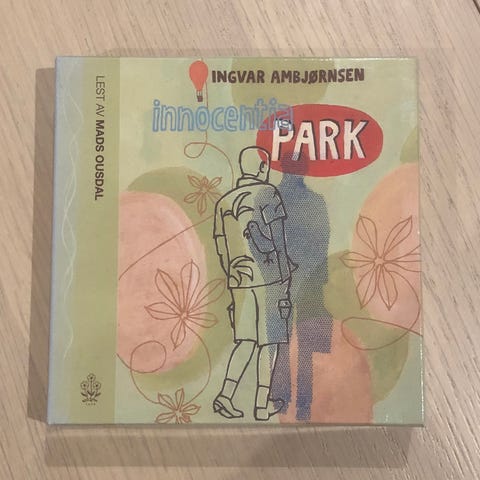 LEST AV MADS OUSDAL
INGVAR AMBJØRNSEN
innocentia
PARK